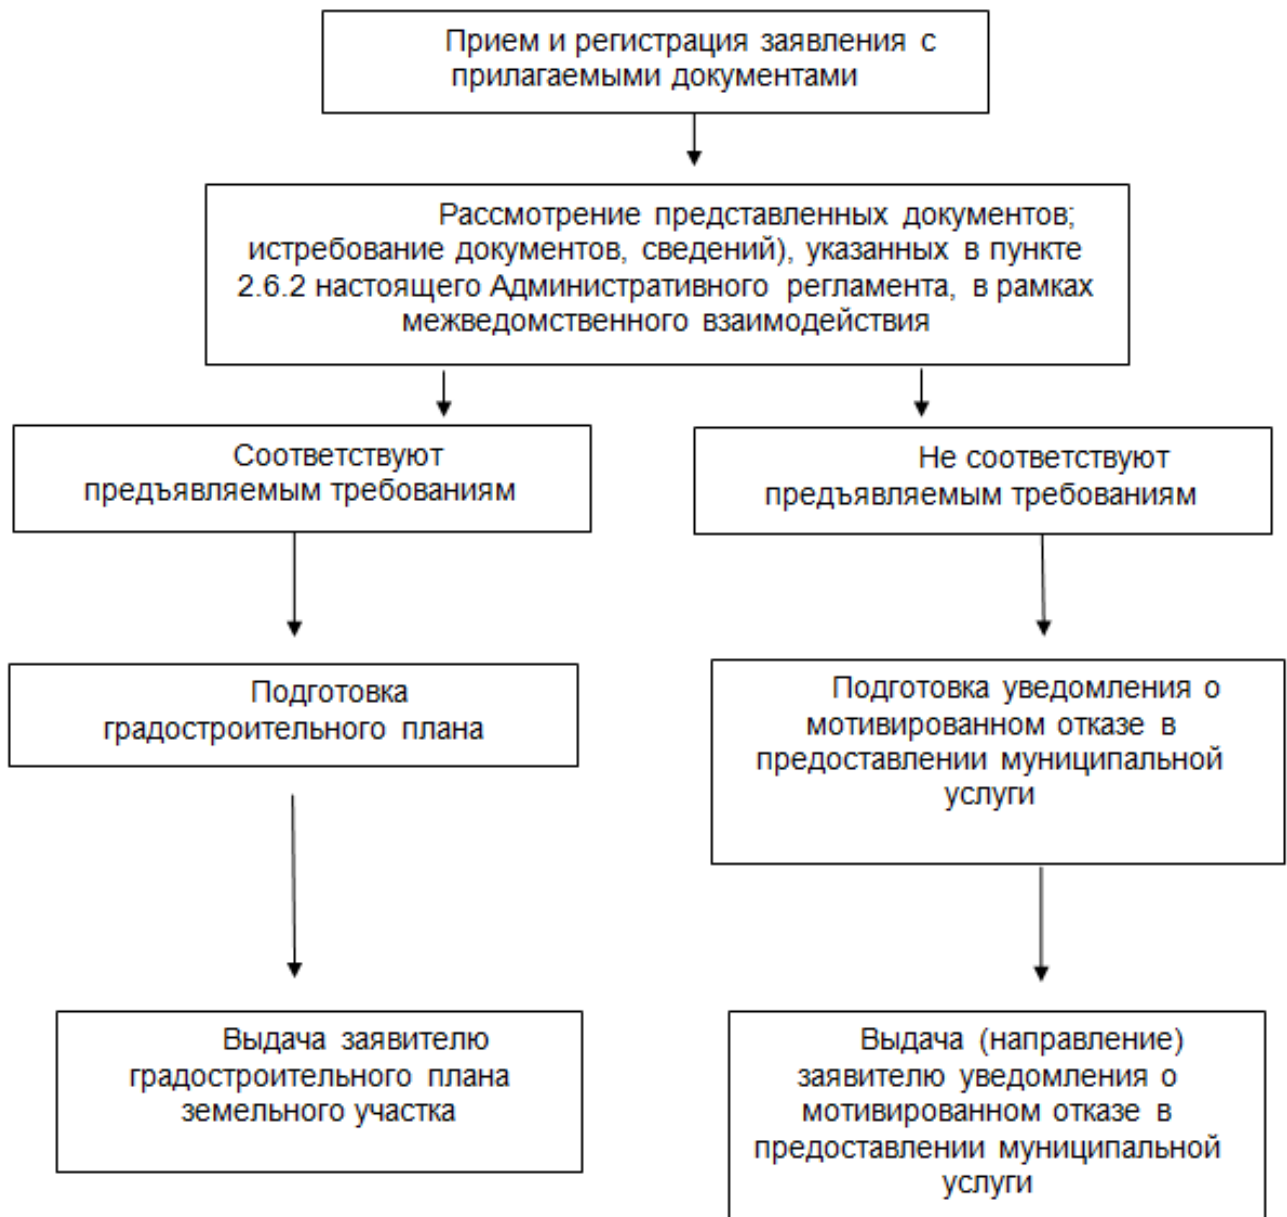 Прием и регистрация заявления с
прилагаемыми документами
Рассмотрение представленных документов;
истребование документов, сведений), указанных в пункте
2.6.2 настоящего Административного регламента, в рамках
межведомственного взаимодействия
Соответствуют
предъявляемым требованиям
Не соответствуют
предъявляемым требованиям
Подготовка
градостроительного плана
Подготовка уведомления о
мотивированном отказе в
предоставлении муниципальной
услуги
Выдача заявителю
градостроительного плана
земельного участка
Выдача (направление)
заявителю уведомления о
мотивированном отказе в
предоставлении муниципальной
услуги